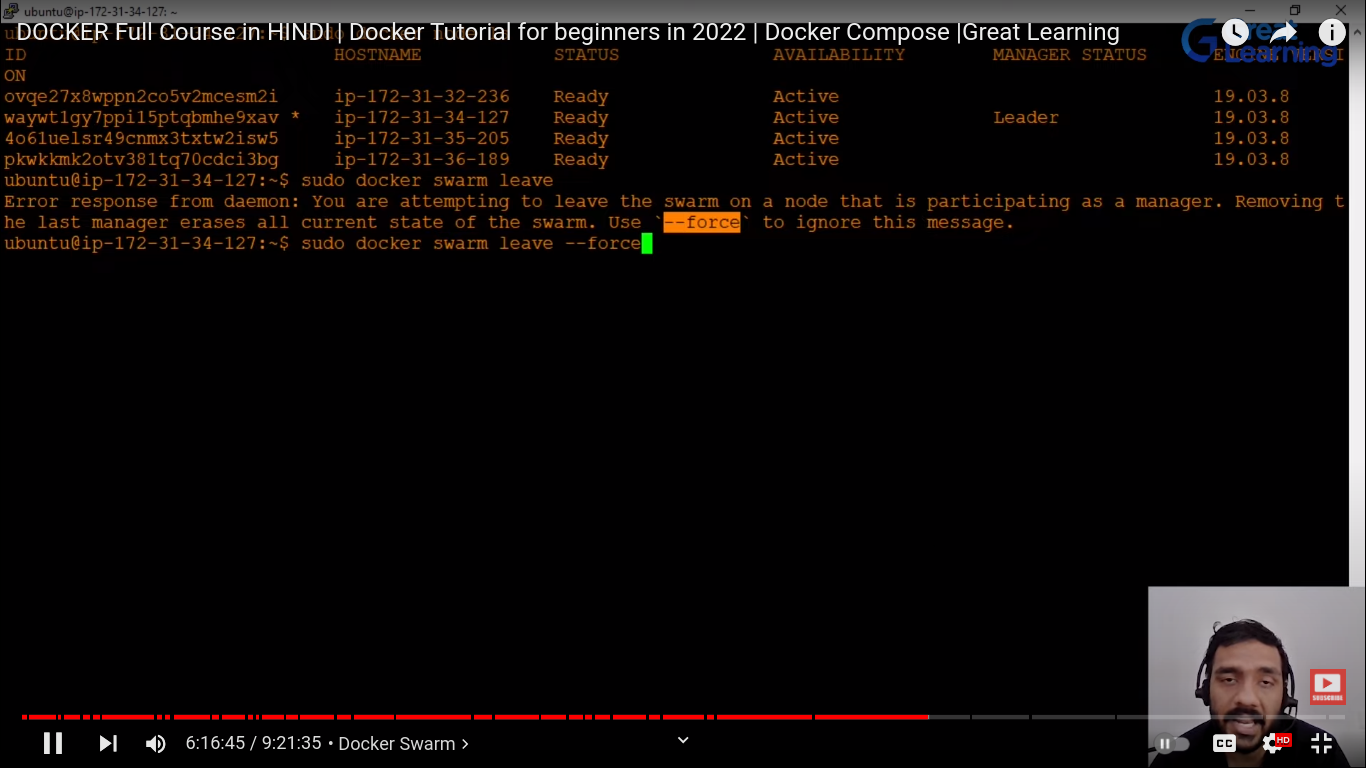 ubuntu@ip-172-31-34-127: ~
DOCKER Full Course in HINDI | Docker Tutorial for beginners in 2022 | Docker Compose |Great Learning
Great Learning
ID HOSTNAME STATUS AVAILABILITY MANAGER STATUS ENGINE VERSI
ON
ovqe27x8wppn2co5v2mcesm2i ip-172-31-32-236 Ready Active 19.03.8
waywt1gy7ppi15ptqbmhe9xav * ip-172-31-34-127 Ready Active Leader 19.03.8
4o61uelsr49cnmx3txtw2isw5 ip-172-31-35-205 Ready Active 19.03.8
pkwkkmk2otv381tq70cdci3bg ip-172-31-36-189 Ready Active 19.03.8
ubuntu@ip-172-31-34-127:~$ sudo docker swarm leave
Error response from daemon: You are attempting to leave the swarm on a node that is participating as a manager. Removing t
he last manager erases all current state of the swarm. Use `--force` to ignore this message.
ubuntu@ip-172-31-34-127:~$ sudo docker swarm leave --force
SUBSCRIBE
6:16:45 / 9:21:35 • Docker Swarm
CC
HD